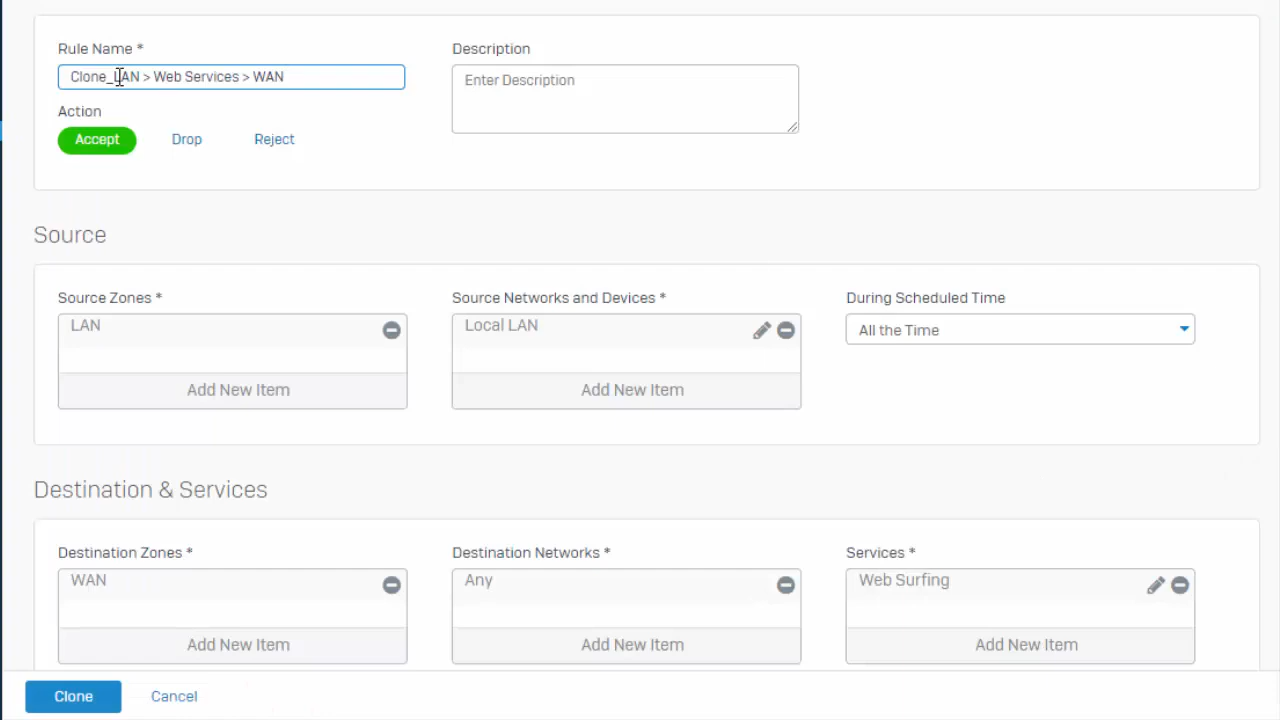 Rule Name *
Description
Clone_LAN > Web Services > WAN
Enter Description
Action
Accept
Drop
Reject
Source
Source Zones *
Source Networks and Devices *
During Scheduled Time
LAN
Local LAN
All the Time
Add New Item
Add New Item
Destination & Services
Destination Zones *
Destination Networks *
Services *
WAN
Any
Web Surfing
Add New Item
Add New Item
Add New Item
Clone
Cancel